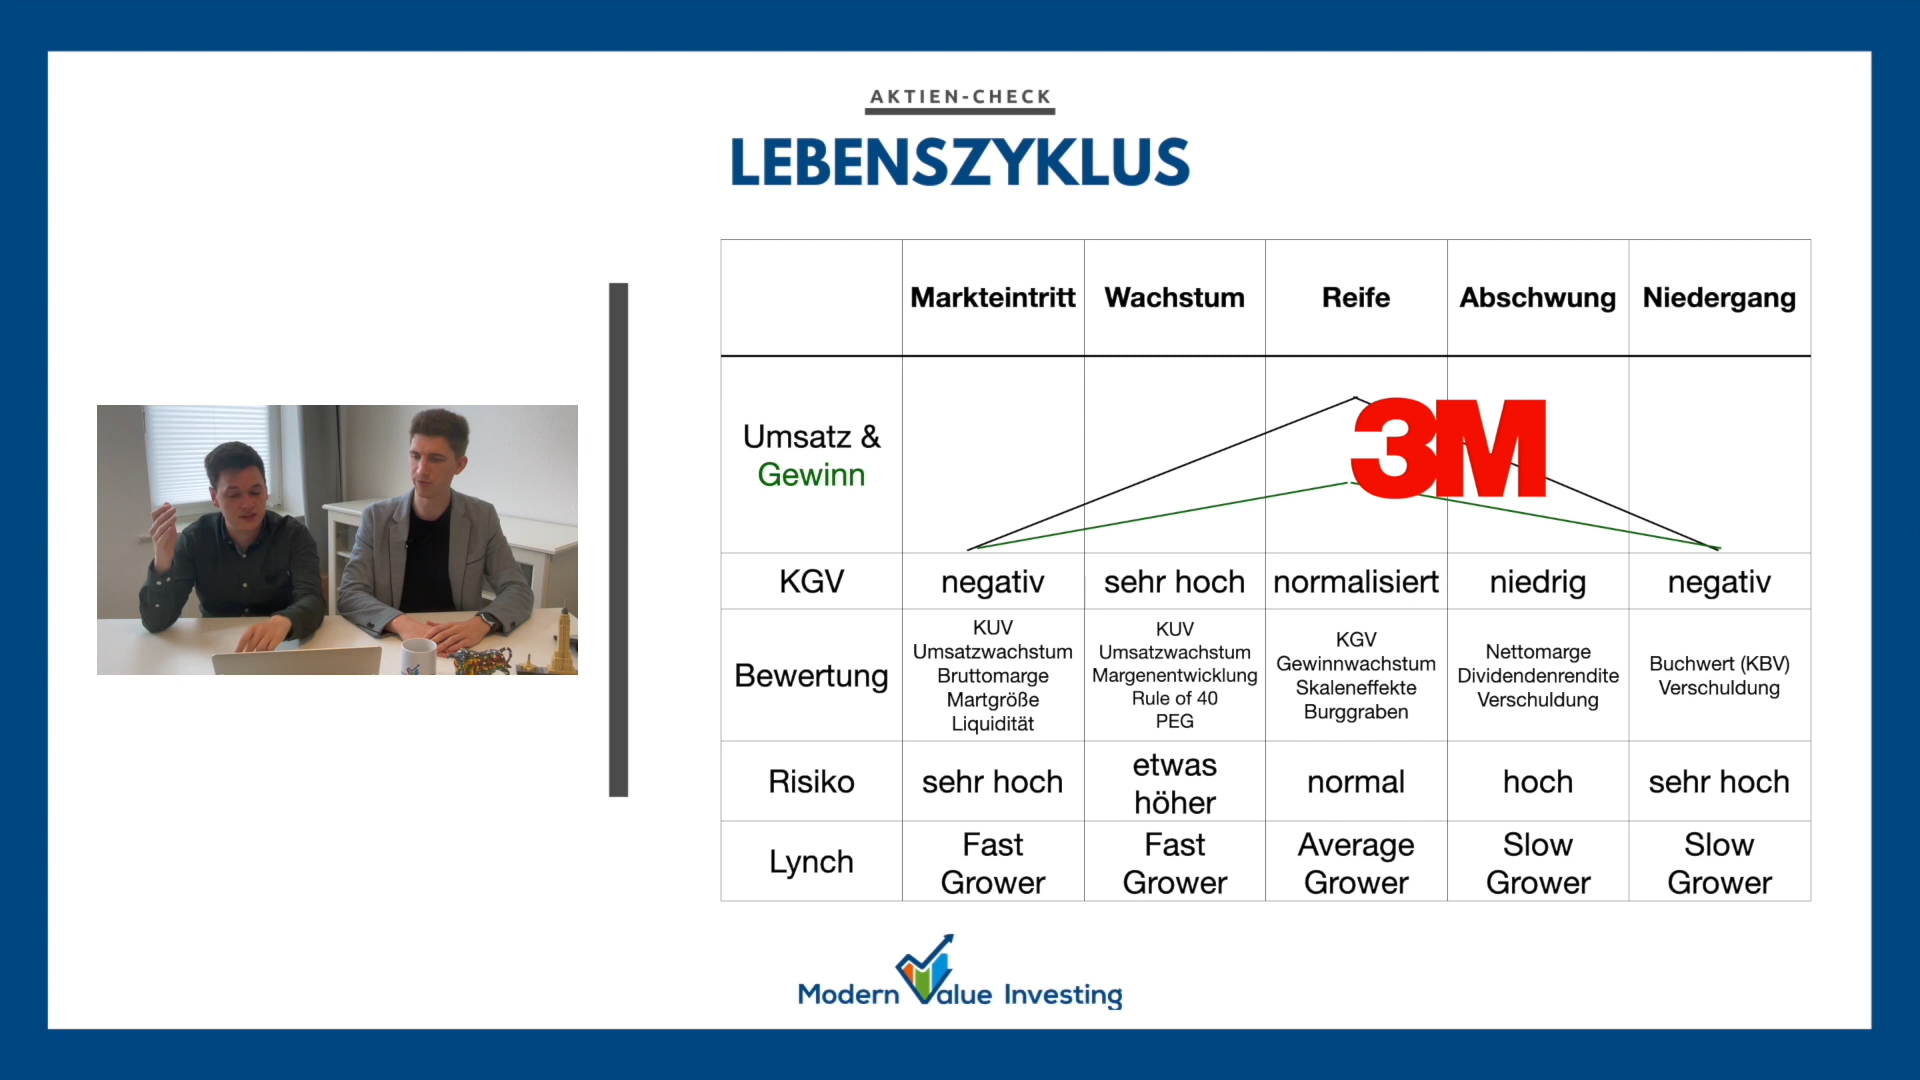 AKTIEN-CHECK
LEBENSZYKLUS
Markteintritt Wachstum Reife Abschwung Niedergang
Umsatz &
Gewinn
3M
KGV negativ sehr hoch normalisiert niedrig negativ
Bewertung
KUV
Umsatzwachstum
Bruttomarge
Martgröße
Liquidität
KUV
Umsatzwachstum
Margenentwicklung
Rule of 40
PEG
KGV
Gewinnwachstum
Skaleneffekte
Burggraben
Nettomarge
Dividendenrendite
Verschuldung
Buchwert (KBV)
Verschuldung
Risiko
sehr hoch
etwas
höher
normal
hoch
sehr hoch
Lynch
Fast
Grower
Fast
Grower
Average
Grower
Slow
Grower
Slow
Grower
Modern Value Investing